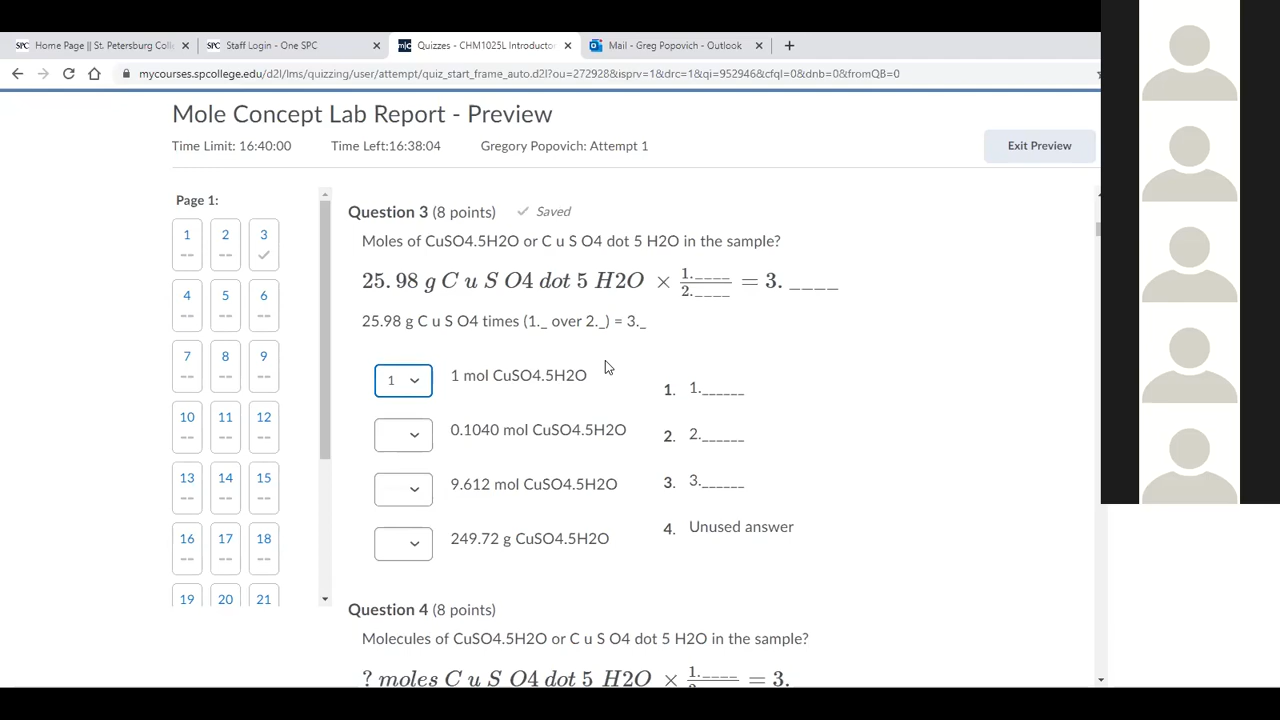 Home Page || St. Petersburg Coll
Staff Login - One SPC
Quizzes - CHM1025L Introductor
Mail - Greg Popovich - Outlook
mycourses.spcollege.edu/d2l/lms/quizzing/user/attempt/quiz_start_frame_auto.d2l?ou=272928&isprv=1&drc=1&qi=952946&cfql=0&dnb=0&fromQB=0
Mole Concept Lab Report - Preview
Time Limit: 16:40:00 Time Left:16:38:04 Gregory Popovich: Attempt 1
Exit Preview
Page 1:
1 2 3
-- --
4 5 6
-- -- --
7 8 9
-- -- --
10 11 12
-- -- --
13 14 15
-- -- --
16 17 18
-- -- --
19 20 21
Question 3 (8 points) Saved
Moles of CuSO4.5H2O or C u S O4 dot 5 H2O in the sample?
25.98 g C u S O4 dot 5 H2O × 1.____ / 2.____ = 3. ____
25.98 g C u S O4 times (1._ over 2._) = 3._
1 1 mol CuSO4.5H2O
0.1040 mol CuSO4.5H2O
9.612 mol CuSO4.5H2O
249.72 g CuSO4.5H2O
1. 1.______
2. 2.______
3. 3.______
4. Unused answer
Question 4 (8 points)
Molecules of CuSO4.5H2O or C u S O4 dot 5 H2O in the sample?
? moles C u S O4 dot 5 H2O × 1.____ = 3.